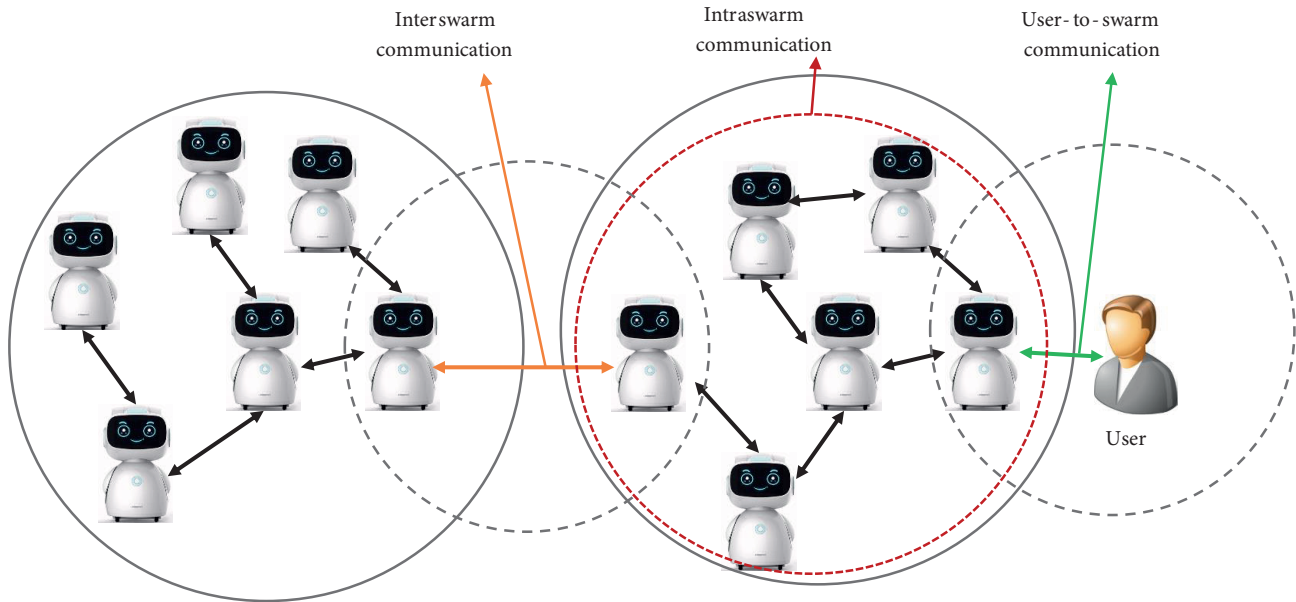 Interswarm
communication
Intraswarm
communication
User-to-swarm
communication
User